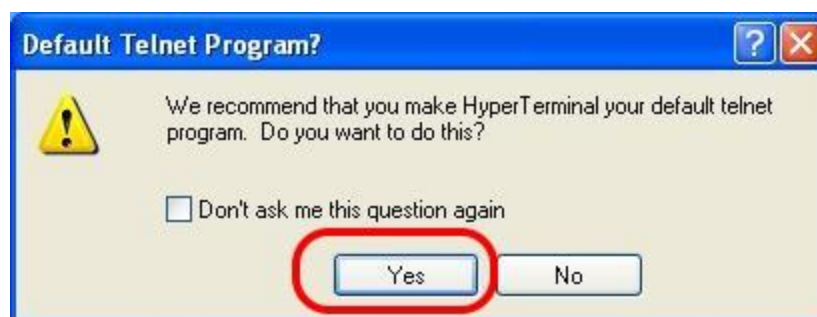 Default Telnet Program?
We recommend that you make HyperTerminal your default telnet
program. Do you want to do this?
Don't ask me this question again
Yes No